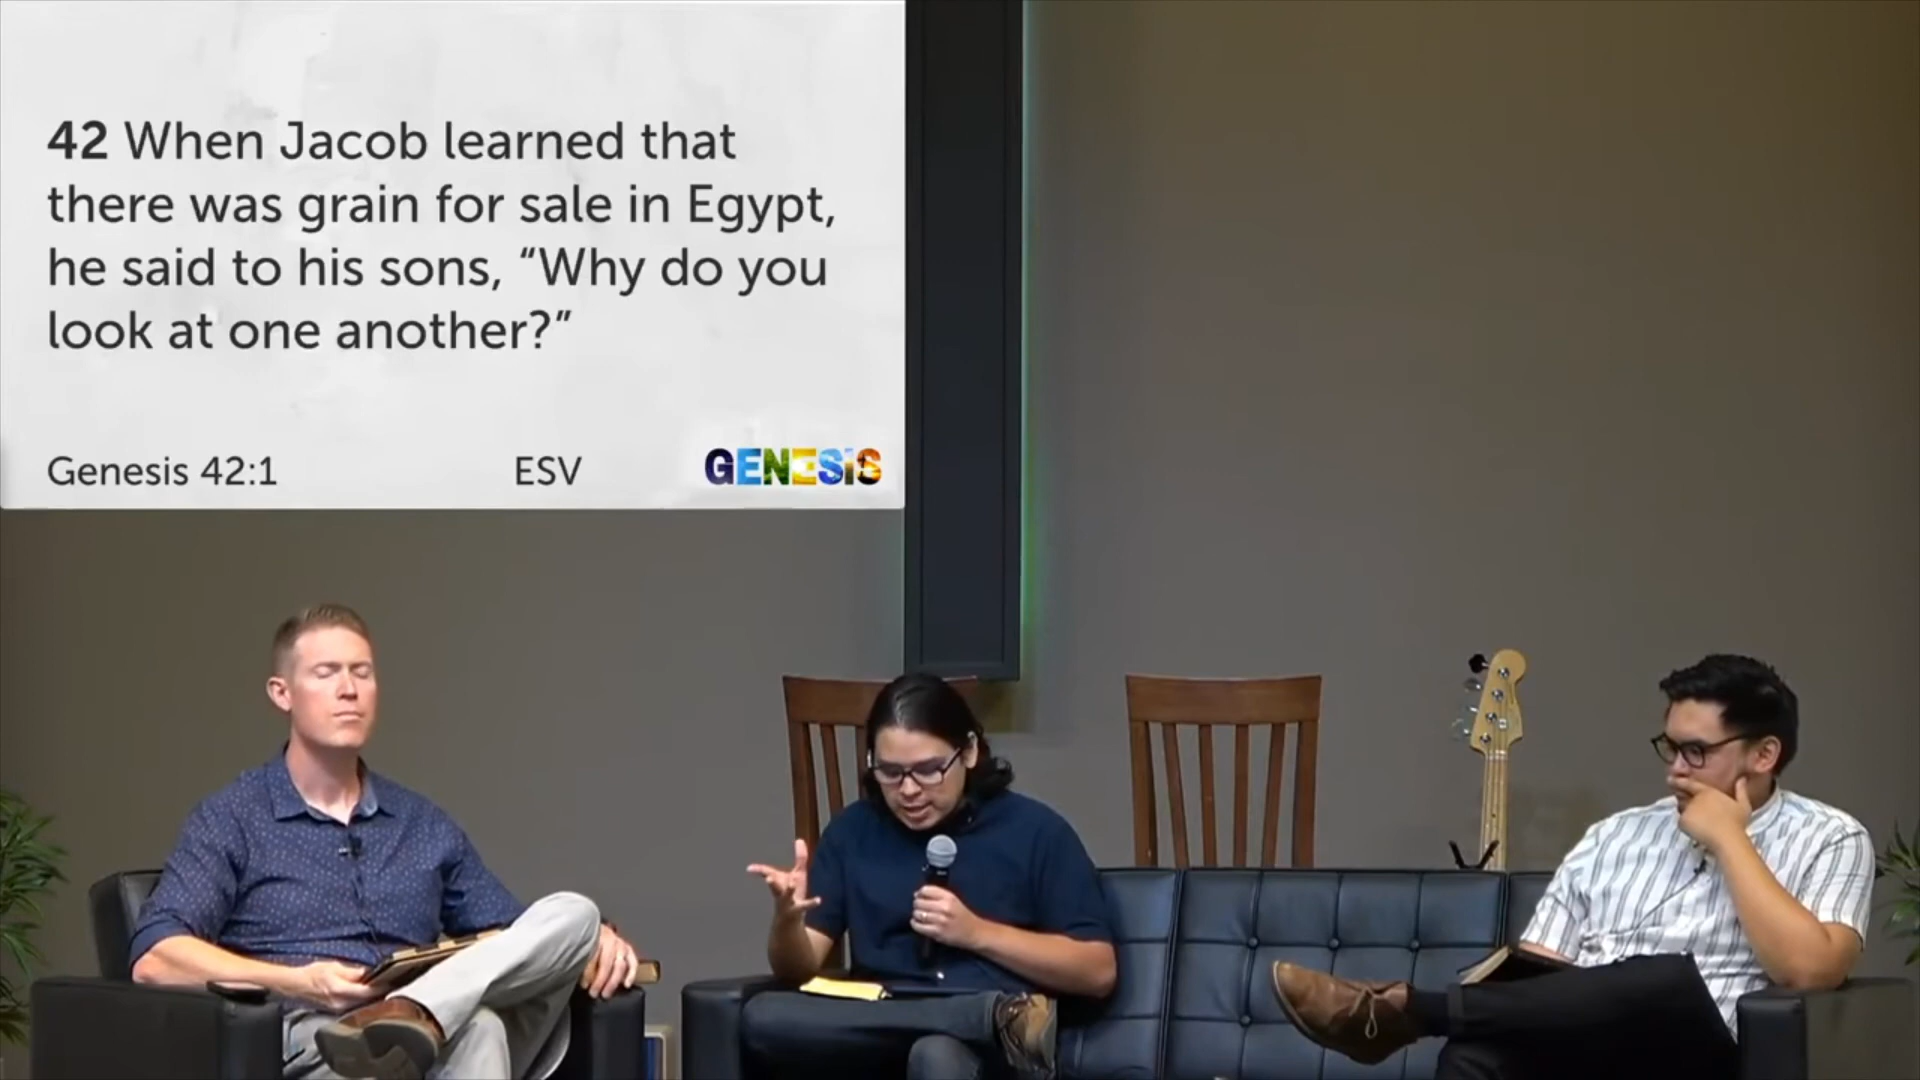 42 When Jacob learned that
there was grain for sale in Egypt,
he said to his sons, “Why do you
look at one another?”
Genesis 42:1 ESV GENESiS